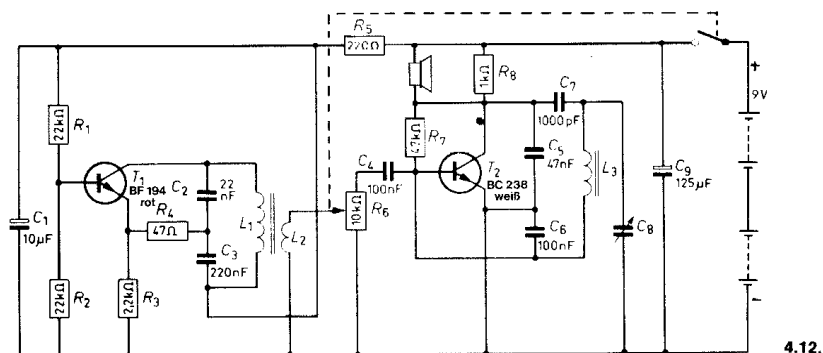 R5
220Ω
R1
22kΩ
T1
BF 194
rot
C2
22
nF
R4
47Ω
C3
220nF
L1
L2
C1
10µF
R2
22kΩ
R3
2,2kΩ
C4
100nF
R6
10kΩ
R7
47kΩ
R8
1kΩ
T2
BC 238
weiß
C7
1000pF
C5
47nF
L3
C6
100nF
C8
C9
125µF
+
9V
−
4.12.